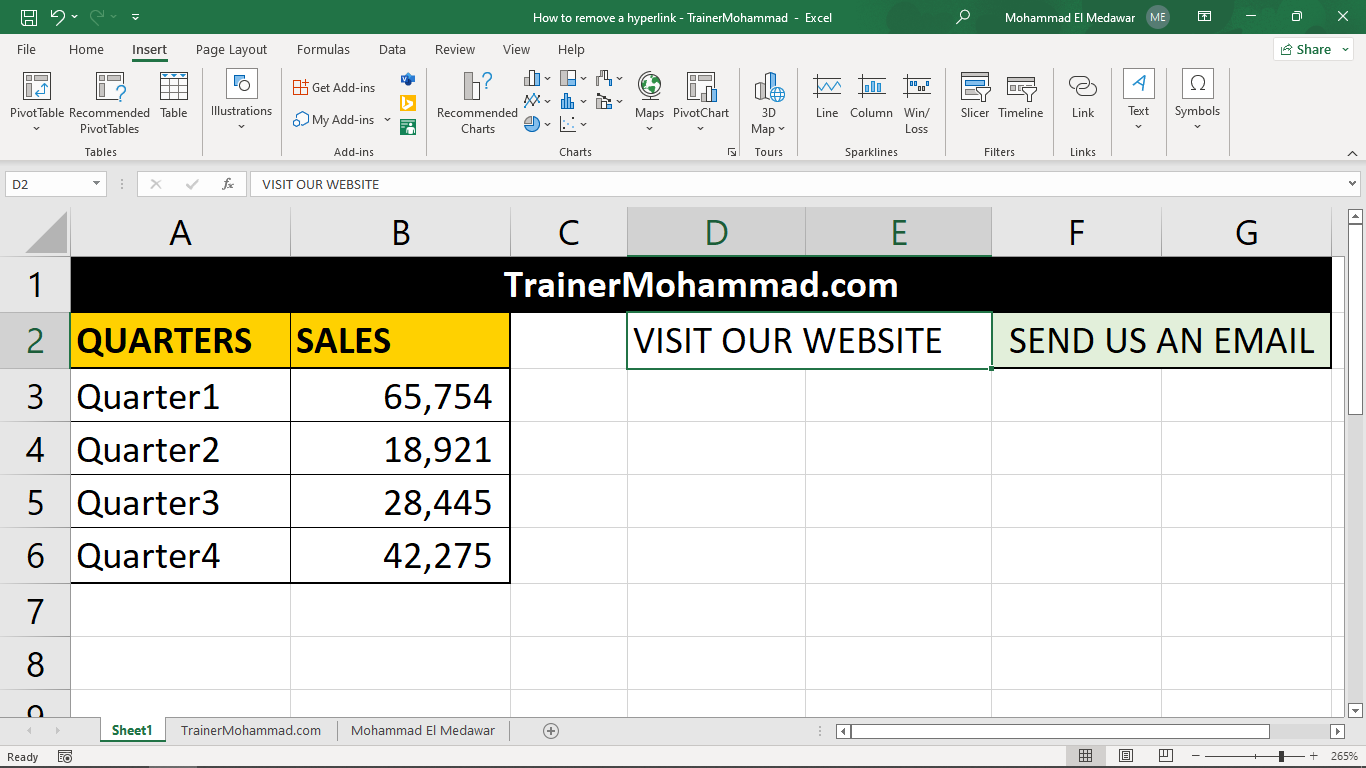 How to remove a hyperlink - TrainerMohammad - Excel
Mohammad El Medawar ME
File Home Insert Page Layout Formulas Data Review View Help Share
PivotTable Recommended PivotTables Table
Illustrations
Get Add-ins
My Add-ins
Recommended Charts
Maps PivotChart
3D Map
Line Column Win/Loss
Slicer Timeline
Link
Text
Ω
Symbols
Tables Add-ins Charts Tours Sparklines Filters Links
D2 fx VISIT OUR WEBSITE
A B C D E F G
1 TrainerMohammad.com
2 QUARTERS SALES VISIT OUR WEBSITE SEND US AN EMAIL
3 Quarter1 65,754
4 Quarter2 18,921
5 Quarter3 28,445
6 Quarter4 42,275
7
8
9
Sheet1 TrainerMohammad.com Mohammad El Medawar
Ready 265%